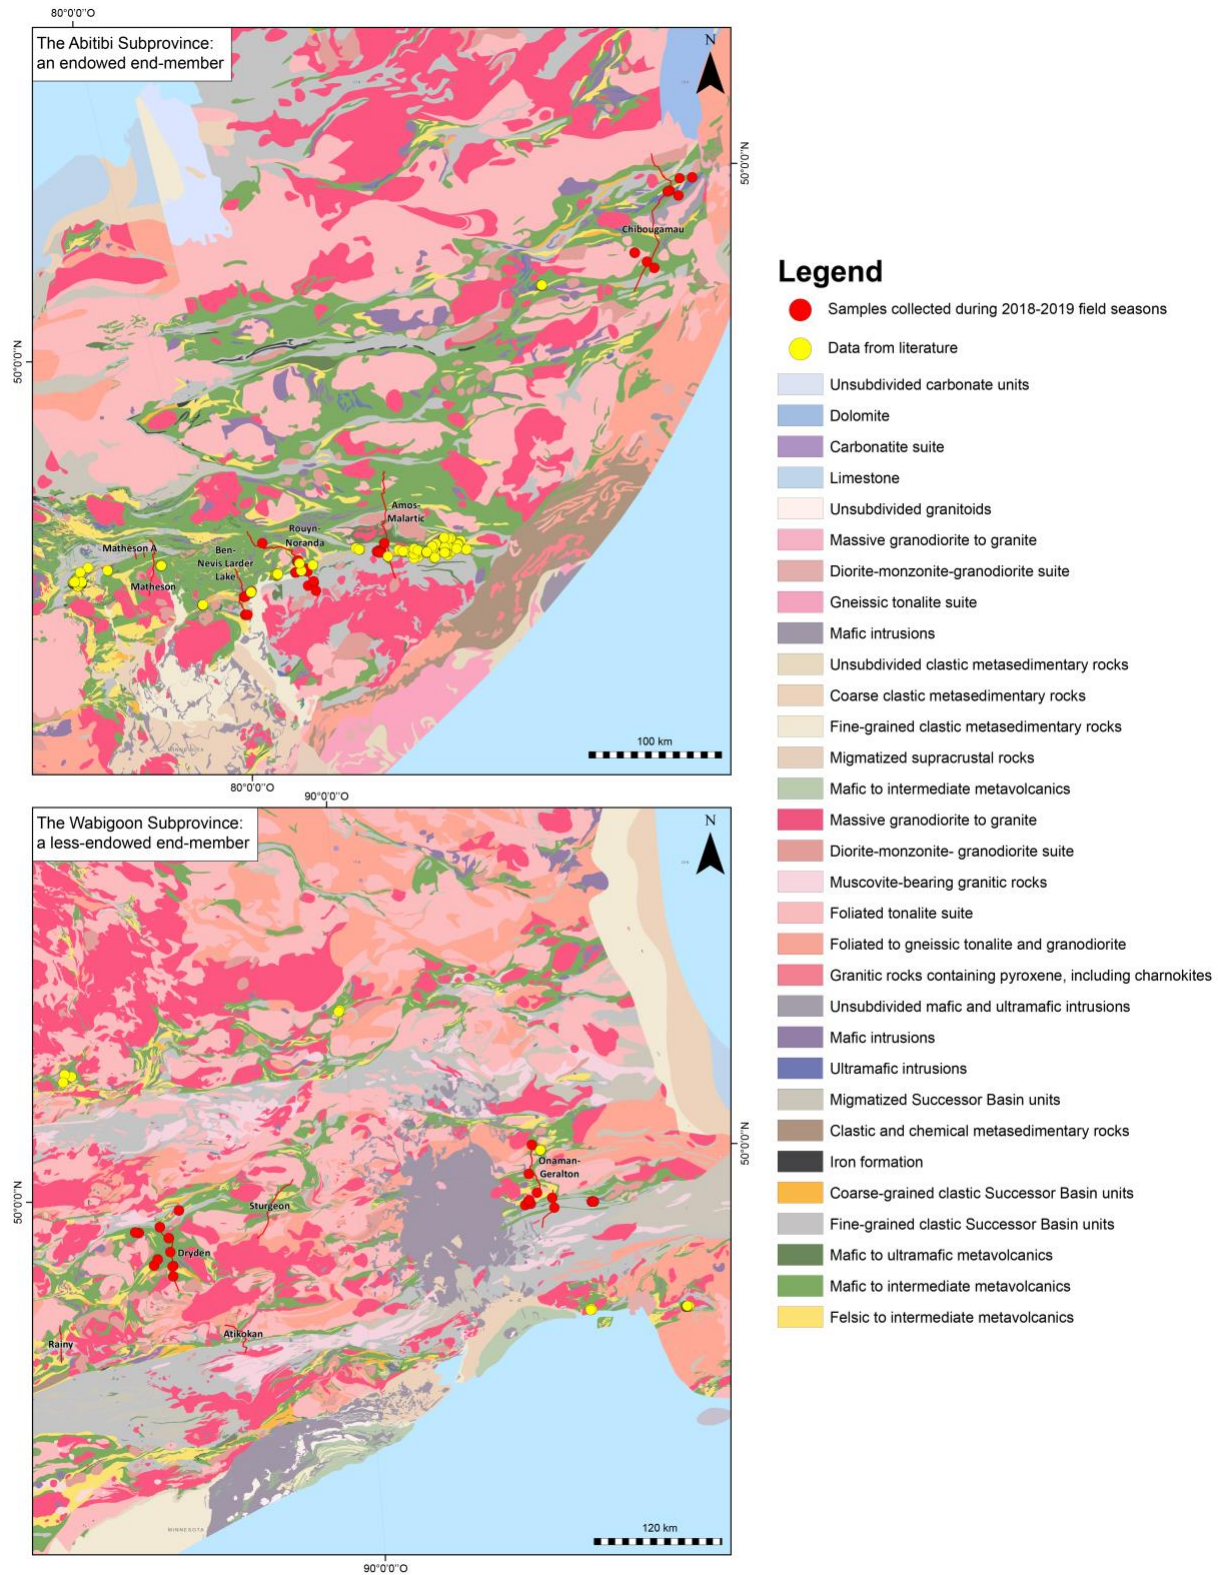 80°0'0"O
The Abitibi Subprovince:
an endowed end-member
N
50°0'0"N
Chibougamau
50°0'0"N
Amos-
Malartic
Rouyn-
Noranda
Matheson A
Ben-
Nevis Larder
Lake
Matheson
MINNESOTA
100 km
80°0'0"O
90°0'0"O
The Wabigoon Subprovince:
a less-endowed end-member
N
50°0'0"N
Onaman-
Geralton
50°0'0"N
Sturgeon
Dryden
Atikokan
Rainy
MINNESOTA
120 km
90°0'0"O
Legend
Samples collected during 2018-2019 field seasons
Data from literature
Unsubdivided carbonate units
Dolomite
Carbonatite suite
Limestone
Unsubdivided granitoids
Massive granodiorite to granite
Diorite-monzonite-granodiorite suite
Gneissic tonalite suite
Mafic intrusions
Unsubdivided clastic metasedimentary rocks
Coarse clastic metasedimentary rocks
Fine-grained clastic metasedimentary rocks
Migmatized supracrustal rocks
Mafic to intermediate metavolcanics
Massive granodiorite to granite
Diorite-monzonite- granodiorite suite
Muscovite-bearing granitic rocks
Foliated tonalite suite
Foliated to gneissic tonalite and granodiorite
Granitic rocks containing pyroxene, including charnokites
Unsubdivided mafic and ultramafic intrusions
Mafic intrusions
Ultramafic intrusions
Migmatized Successor Basin units
Clastic and chemical metasedimentary rocks
Iron formation
Coarse-grained clastic Successor Basin units
Fine-grained clastic Successor Basin units
Mafic to ultramafic metavolcanics
Mafic to intermediate metavolcanics
Felsic to intermediate metavolcanics